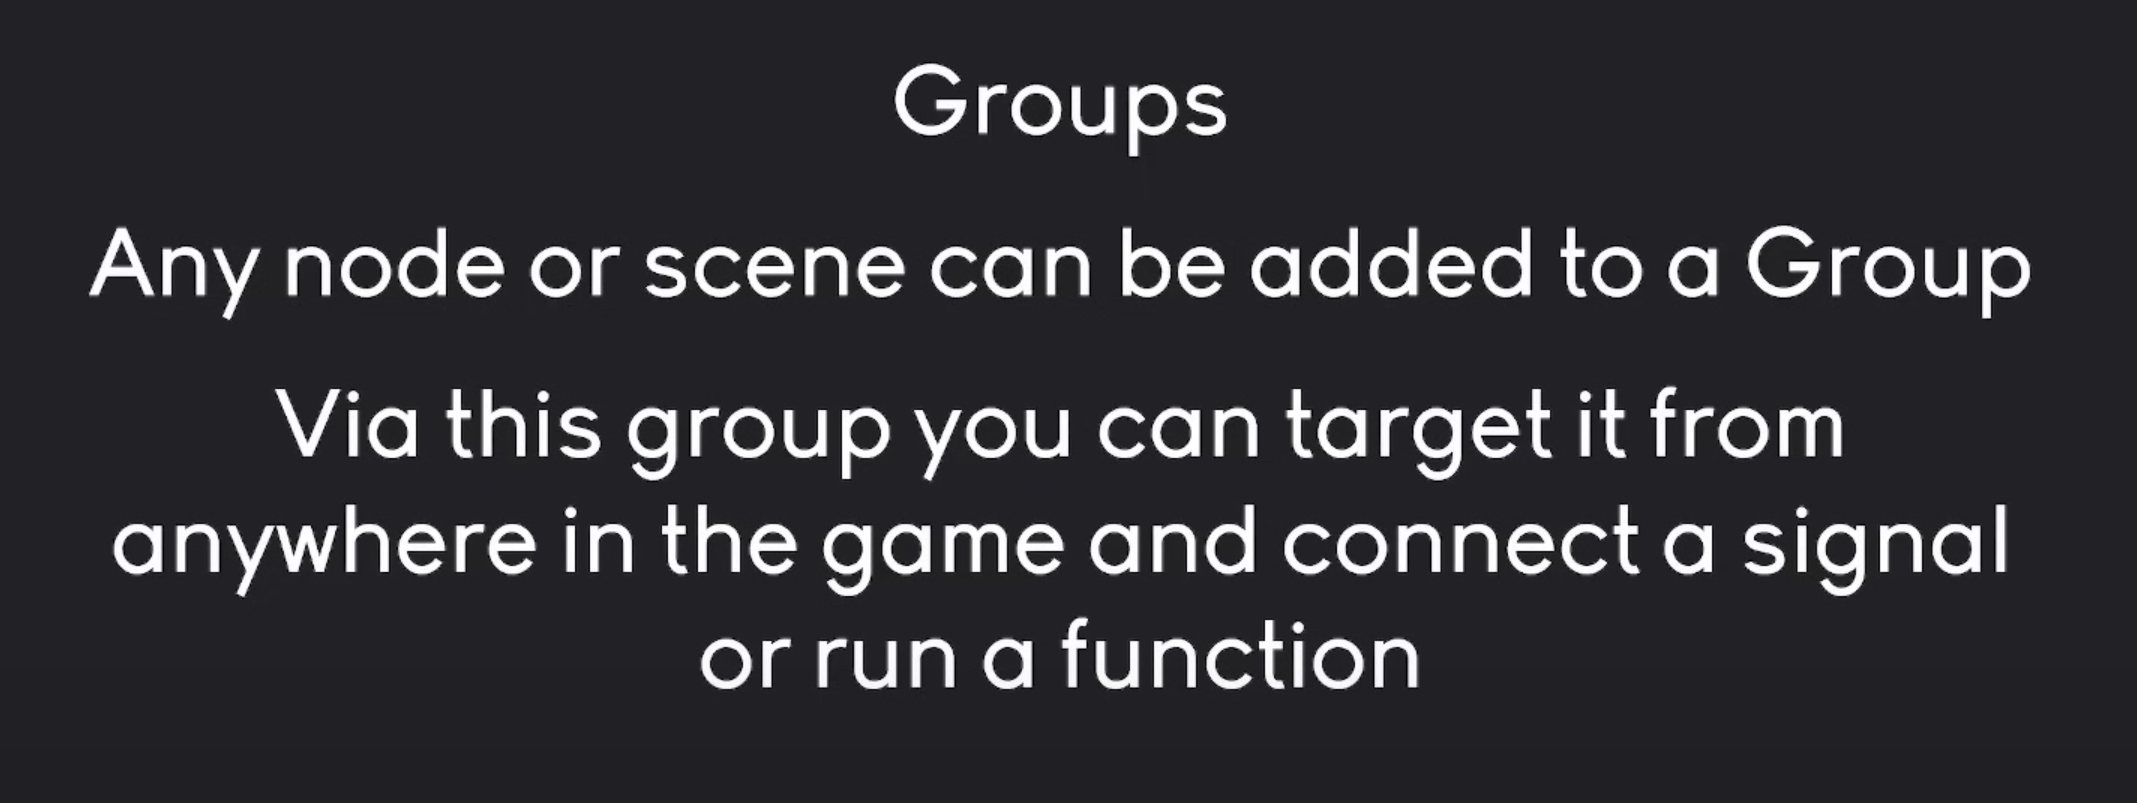 Groups
Any node or scene can be added to a Group
Via this group you can target it from
anywhere in the game and connect a signal
or run a function